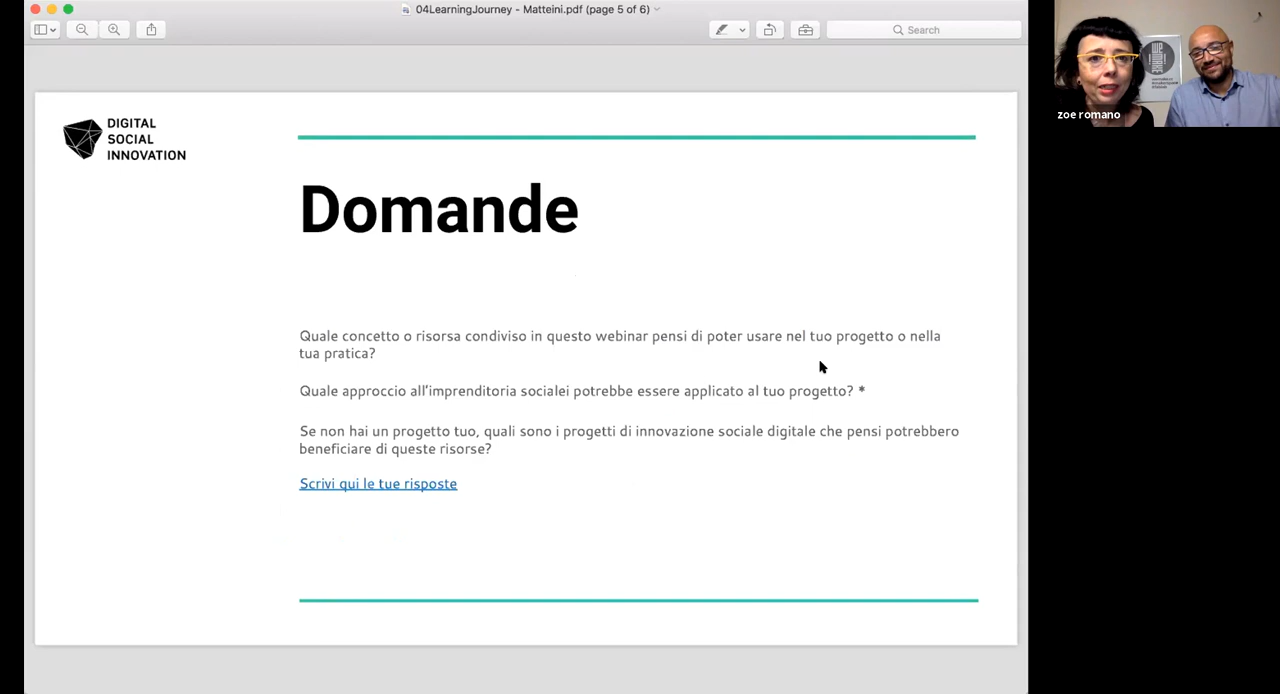 04LearningJourney - Matteini.pdf (page 5 of 6)
Search
DIGITAL
SOCIAL
INNOVATION
Domande
Quale concetto o risorsa condiviso in questo webinar pensi di poter usare nel tuo progetto o nella
tua pratica?
Quale approccio all'imprenditoria socialei potrebbe essere applicato al tuo progetto? *
Se non hai un progetto tuo, quali sono i progetti di innovazione sociale digitale che pensi potrebbero
beneficiare di queste risorse?
Scrivi qui le tue risposte
zoe romano